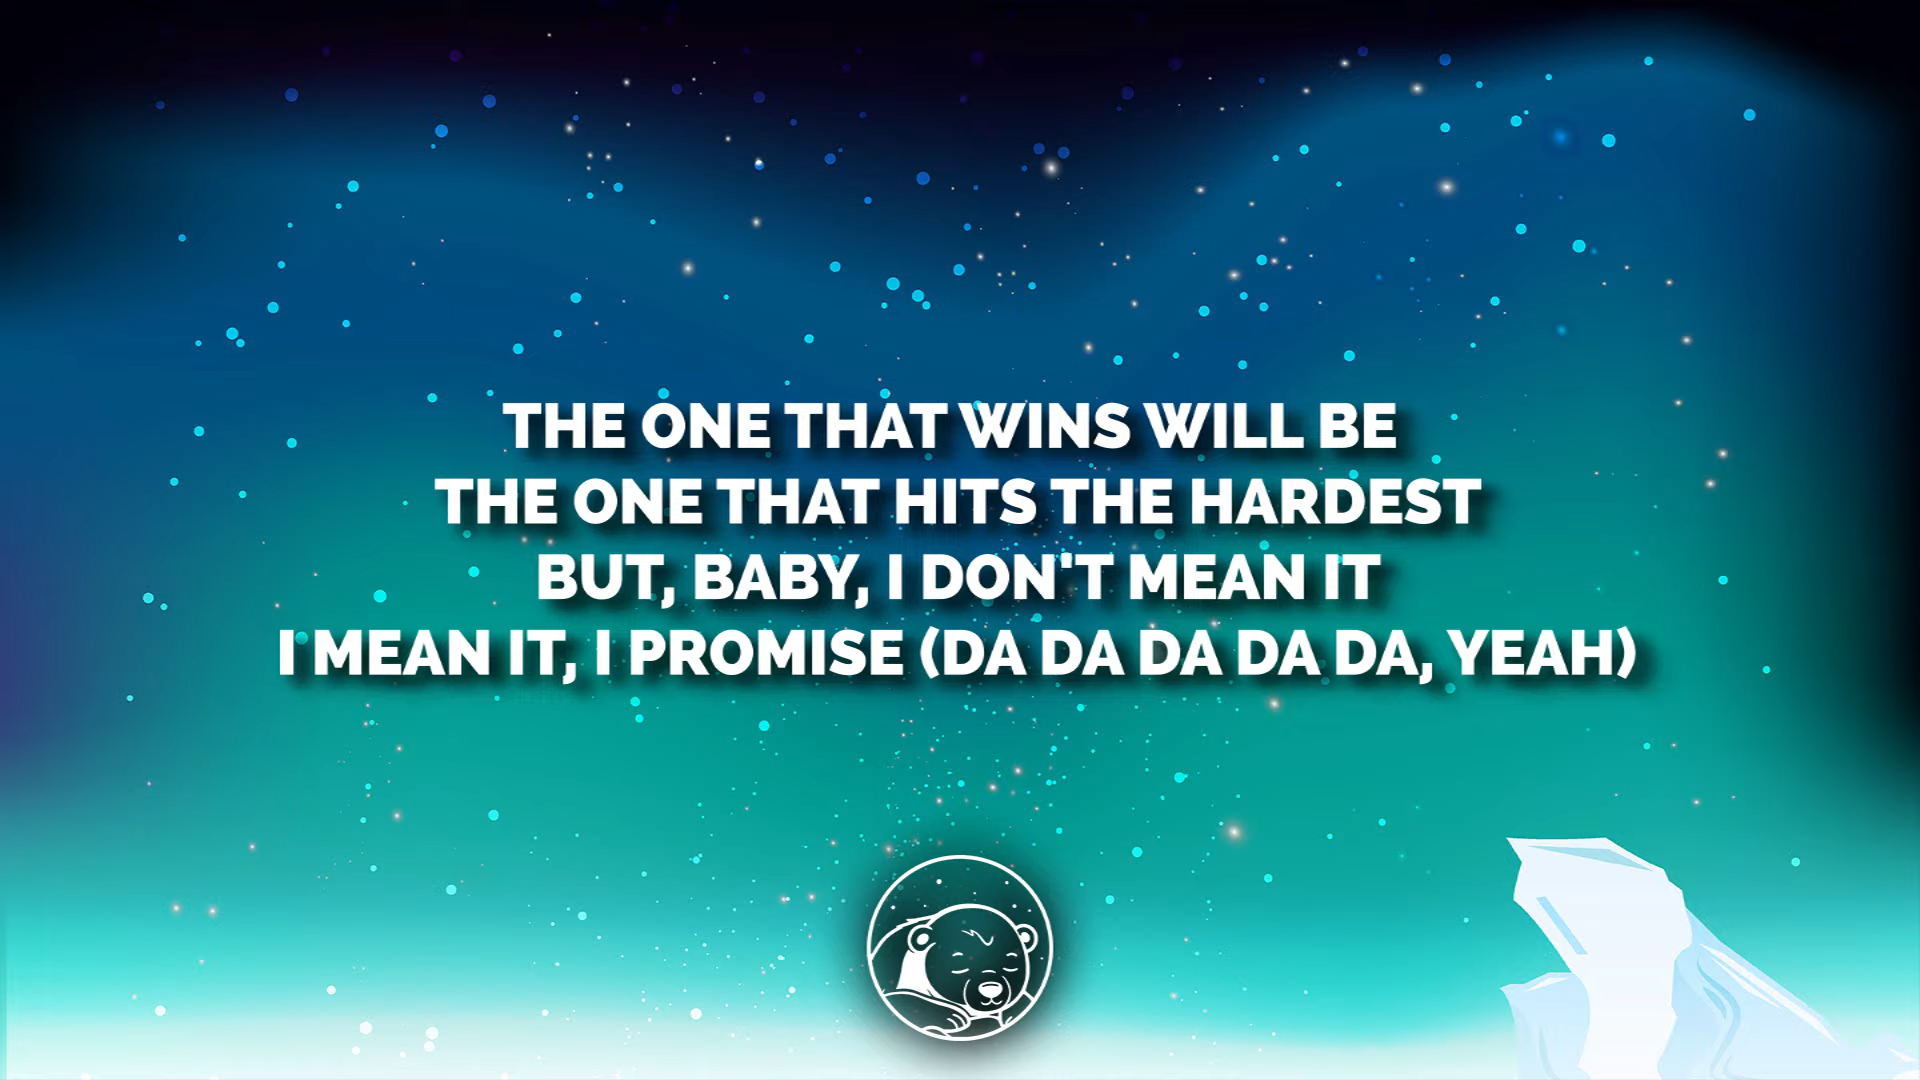 THE ONE THAT WINS WILL BE
THE ONE THAT HITS THE HARDEST
BUT, BABY, I DON'T MEAN IT
I MEAN IT, I PROMISE (DA DA DA DA DA, YEAH)